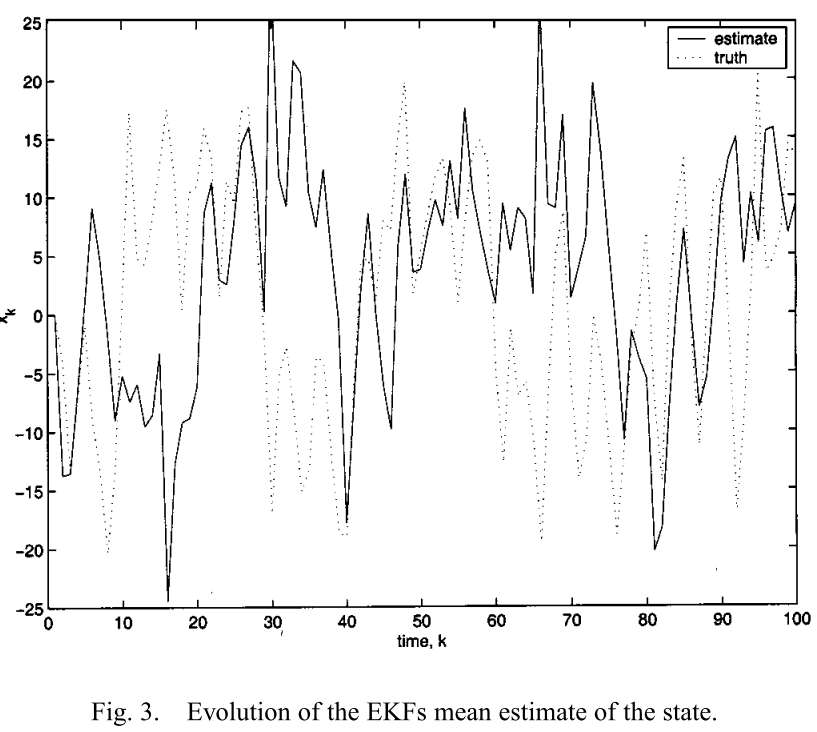 25
20
15
10
5
0
−5
−10
−15
−20
−25
x_k
estimate
truth
0 10 20 30 40 50 60 70 80 90 100
time, k
Fig. 3. Evolution of the EKFs mean estimate of the state.